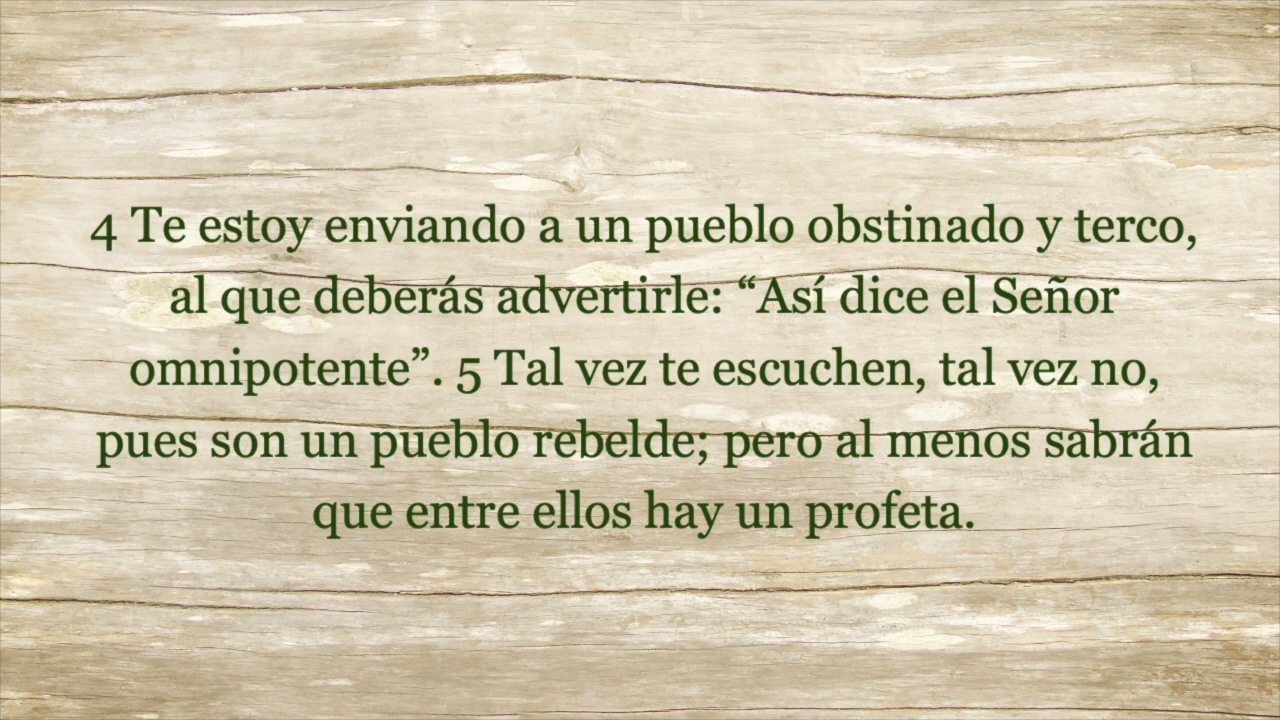 4 Te estoy enviando a un pueblo obstinado y terco,
al que deberás advertirle: “Así dice el Señor
omnipotente”. 5 Tal vez te escuchen, tal vez no,
pues son un pueblo rebelde; pero al menos sabrán
que entre ellos hay un profeta.